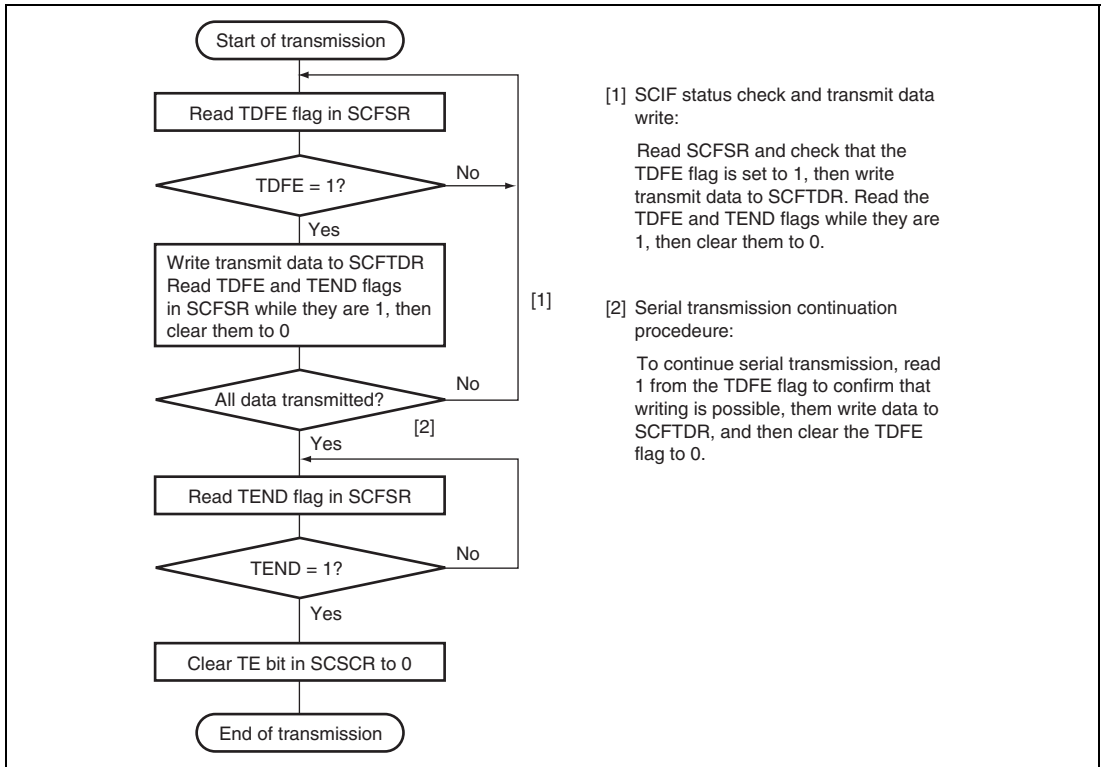 Start of transmission
Read TDFE flag in SCFSR
TDFE = 1?
No
Yes
Write transmit data to SCFTDR
Read TDFE and TEND flags
in SCFSR while they are 1, then
clear them to 0
[1]
All data transmitted?
No
[2]
Yes
Read TEND flag in SCFSR
TEND = 1?
No
Yes
Clear TE bit in SCSCR to 0
End of transmission
[1] SCIF status check and transmit data
write:
Read SCFSR and check that the
TDFE flag is set to 1, then write
transmit data to SCFTDR. Read the
TDFE and TEND flags while they are
1, then clear them to 0.
[2] Serial transmission continuation
procedeure:
To continue serial transmission, read
1 from the TDFE flag to confirm that
writing is possible, them write data to
SCFTDR, and then clear the TDFE
flag to 0.